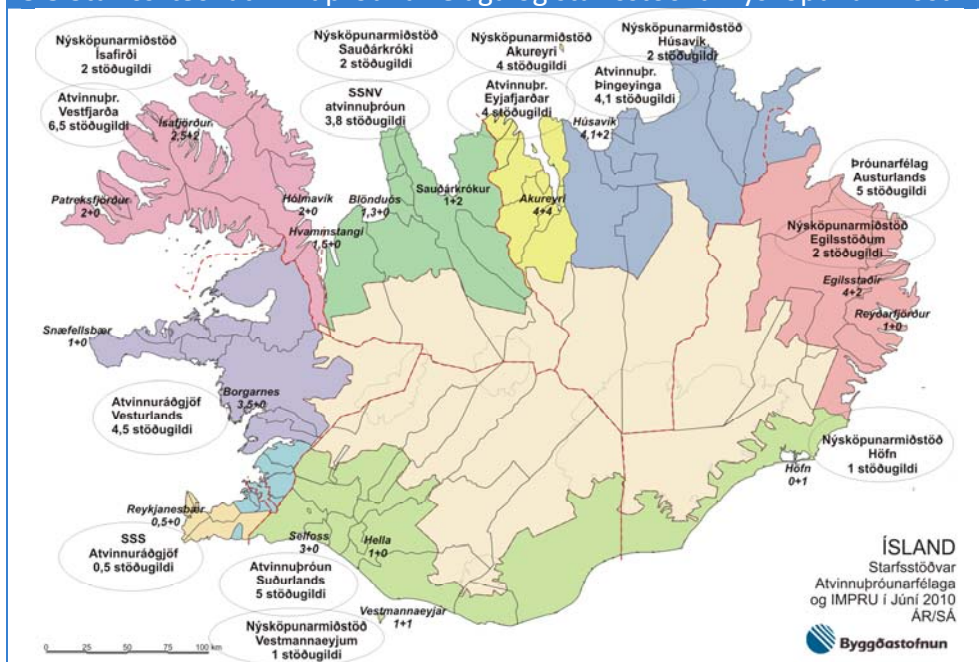 Nýsköpunarmiðstöð
Ísafirði
2 stöðugildi
Nýsköpunarmiðstöð
Sauðárkróki
2 stöðugildi
Nýsköpunarmiðstöð
Akureyri
4 stöðugildi
Nýsköpunarmiðstöð
Húsavík
2 stöðugildi
Atvinnuþr.
Vestfjarða
6,5 stöðugildi
SSNV
atvinnuþróun
3,8 stöðugildi
Atvinnuþr.
Eyjafjarðar
4 stöðugildi
Atvinnuþr.
Þingeyinga
4,1 stöðugildi
Ísafjörður
2,5+2
Húsavík
4,1+2
Þróunarfélag
Austurlands
5 stöðugildi
Patreksfjörður
2+0
Hólmavík
2+0
Blönduós
1,3+0
Sauðárkrókur
1+2
Akureyri
4+4
Hvammstangi
1,5+0
Nýsköpunarmiðstöð
Egilsstöðum
2 stöðugildi
Egilsstaðir
4+2
Reyðarfjörður
1+0
Snæfellsbær
1+0
Borgarnes
3,5+0
Atvinnuráðgjöf
Vesturlands
4,5 stöðugildi
Nýsköpunarmiðstöð
Höfn
1 stöðugildi
Höfn
0+1
Reykjanesbær
0,5+0
SSS
Atvinnuráðgjöf
0,5 stöðugildi
Selfoss
3+0
Hella
1+0
Atvinnuþróun
Suðurlands
5 stöðugildi
Vestmannaeyjar
1+1
Nýsköpunarmiðstöð
Vestmannaeyjum
1 stöðugildi
ÍSLAND
Starfsstöðvar
Atvinnuþróunarfélaga
og IMPRU í Júní 2010
ÁR/SÁ
Byggðastofnun
0 25 50 75 100 km